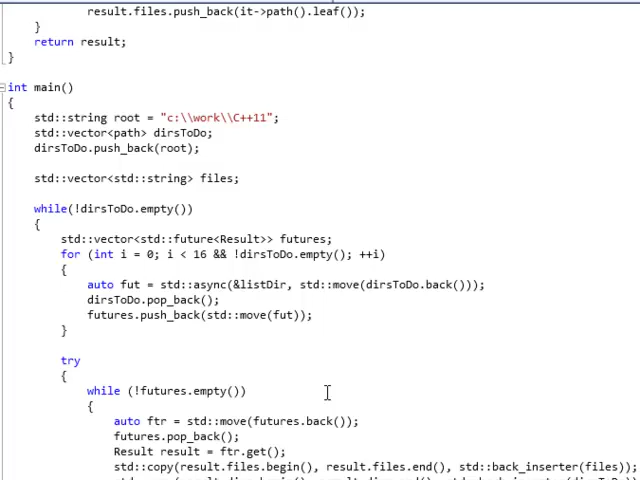 result.files.push_back(it->path().leaf());
}
return result;
}
int main()
{
std::string root = "c:\\work\\C++11";
std::vector<path> dirsToDo;
dirsToDo.push_back(root);
std::vector<std::string> files;
while(!dirsToDo.empty())
{
std::vector<std::future<Result>> futures;
for (int i = 0; i < 16 && !dirsToDo.empty(); ++i)
{
auto fut = std::async(&listDir, std::move(dirsToDo.back()));
dirsToDo.pop_back();
futures.push_back(std::move(fut));
}
try
{
while (!futures.empty())
{
auto ftr = std::move(futures.back());
futures.pop_back();
Result result = ftr.get();
std::copy(result.files.begin(), result.files.end(), std::back_inserter(files));